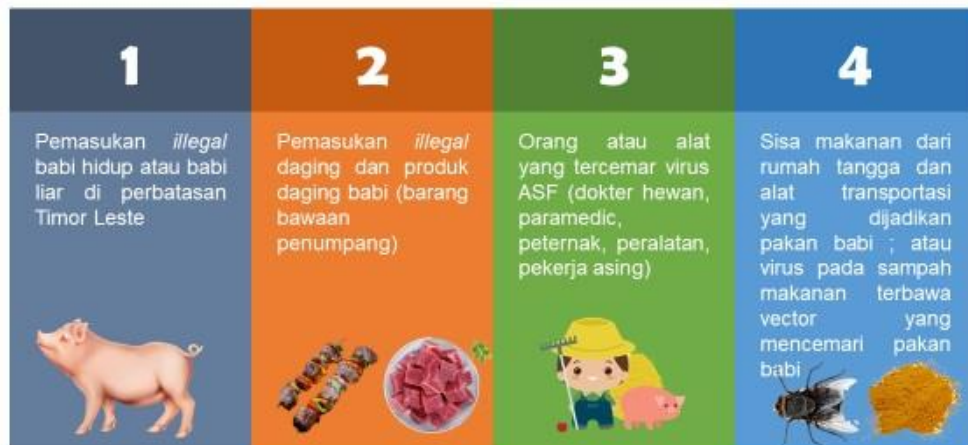 1
Pemasukan illegal
babi hidup atau babi
liar di perbatasan
Timor Leste
2
Pemasukan illegal
daging dan produk
daging babi (barang
bawaan
penumpang)
3
Orang atau alat
yang tercemar virus
ASF (dokter hewan,
paramedic,
peternak, peralatan,
pekerja asing)
4
Sisa makanan dari
rumah tangga dan
alat transportasi
yang dijadikan
pakan babi ; atau
virus pada sampah
makanan terbawa
vector yang
mencemari pakan
babi